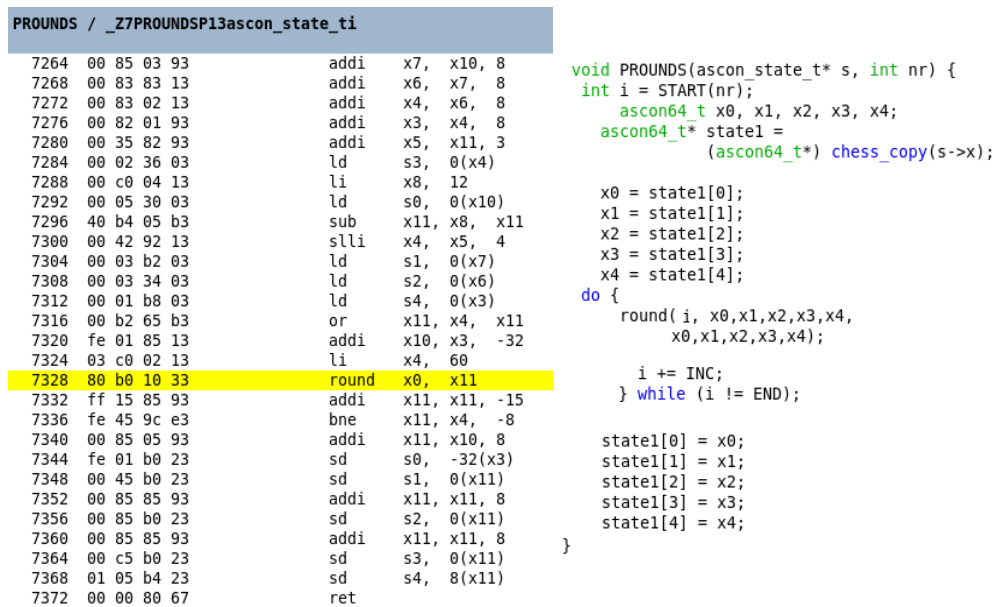 PROUNDS / _Z7PROUNDSP13ascon_state_ti
7264 00 85 03 93 addi x7, x10, 8
7268 00 83 83 13 addi x6, x7, 8
7272 00 83 02 13 addi x4, x6, 8
7276 00 82 01 93 addi x3, x4, 8
7280 00 35 82 93 addi x5, x11, 3
7284 00 02 36 03 ld s3, 0(x4)
7288 00 c0 04 13 li x8, 12
7292 00 05 30 03 ld s0, 0(x10)
7296 40 b4 05 b3 sub x11, x8, x11
7300 00 42 92 13 slli x4, x5, 4
7304 00 03 b2 03 ld s1, 0(x7)
7308 00 03 34 03 ld s2, 0(x6)
7312 00 01 b8 03 ld s4, 0(x3)
7316 00 b2 65 b3 or x11, x4, x11
7320 fe 01 85 13 addi x10, x3, -32
7324 03 c0 02 13 li x4, 60
7328 80 b0 10 33 round x0, x11
7332 ff 15 85 93 addi x11, x11, -15
7336 fe 45 9c e3 bne x11, x4, -8
7340 00 85 05 93 addi x11, x10, 8
7344 fe 01 b0 23 sd s0, -32(x3)
7348 00 45 b0 23 sd s1, 0(x11)
7352 00 85 85 93 addi x11, x11, 8
7356 00 85 b0 23 sd s2, 0(x11)
7360 00 85 85 93 addi x11, x11, 8
7364 00 c5 b0 23 sd s3, 0(x11)
7368 01 05 b4 23 sd s4, 8(x11)
7372 00 00 80 67 ret
void PROUNDS(ascon_state_t* s, int nr) {
int i = START(nr);
ascon64_t x0, x1, x2, x3, x4;
ascon64_t* state1 =
(ascon64_t*) chess_copy(s->x);
x0 = state1[0];
x1 = state1[1];
x2 = state1[2];
x3 = state1[3];
x4 = state1[4];
do {
round( i, x0,x1,x2,x3,x4,
x0,x1,x2,x3,x4);
i += INC;
} while (i != END);
state1[0] = x0;
state1[1] = x1;
state1[2] = x2;
state1[3] = x3;
state1[4] = x4;
}